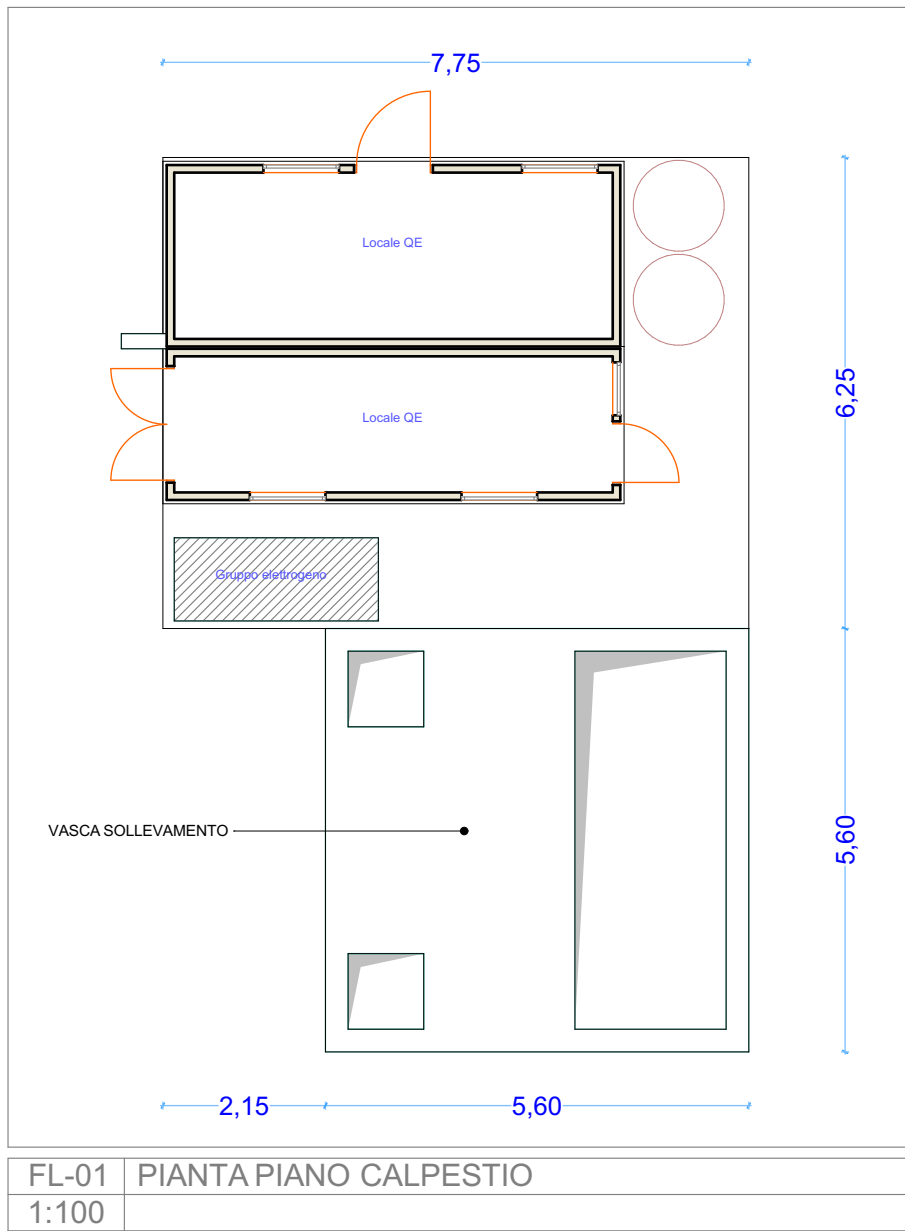 7,75
Locale QE
6,25
Locale QE
Gruppo elettrogeno
VASCA SOLLEVAMENTO
5,60
2,15
5,60
FL-01 PIANTA PIANO CALPESTIO
1:100